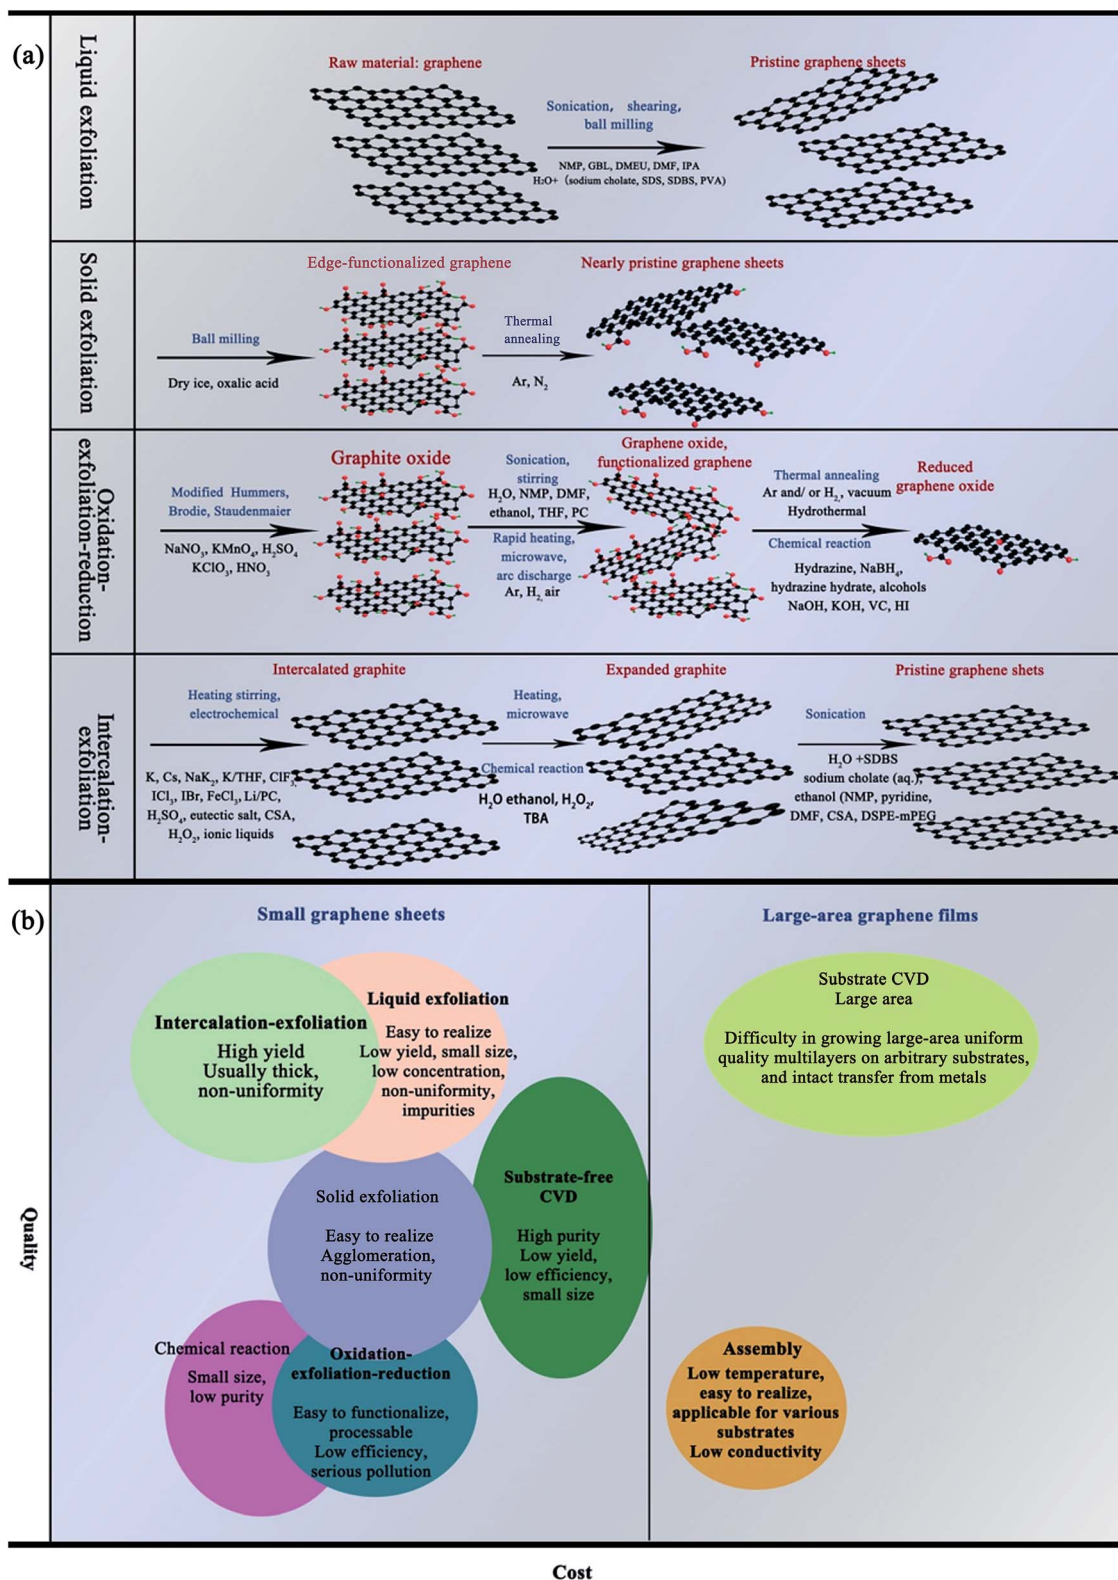 (a)
Liquid exfoliation
Raw material: graphene
Sonication, shearing,
ball milling
NMP, GBL, DMEU, DMF, IPA
H₂O+ (sodium cholate, SDS, SDBS, PVA)
Pristine graphene sheets
Solid exfoliation
Ball milling
Dry ice, oxalic acid
Edge-functionalized graphene
Thermal
annealing
Ar, N₂
Nearly pristine graphene sheets
Oxidation-
exfoliation-reduction
Modified Hummers,
Brodie, Staudenmaier
NaNO₃, KMnO₄, H₂SO₄
KClO₃, HNO₃
Graphite oxide
Sonication,
stirring
H₂O, NMP, DMF,
ethanol, THF, PC
Rapid heating,
microwave,
arc discharge
Ar, H₂, air
Graphene oxide,
functionalized graphene
Thermal annealing
Ar and/ or H₂, vacuum
Hydrothermal
Chemical reaction
Hydrazine, NaBH₄,
hydrazine hydrate, alcohols
NaOH, KOH, VC, HI
Reduced
graphene oxide
Intercalation-
exfoliation
Heating stirring,
electrochemical
K, Cs, NaK₂, K/THF, ClF₃,
ICl₃, IBr, FeCl₃, Li/PC,
H₂SO₄, eutectic salt, CSA,
H₂O₂, ionic liquids
Intercalated graphite
Heating,
microwave
Chemical reaction
H₂O ethanol, H₂O₂,
TBA
Expanded graphite
Sonication
H₂O +SDBS
sodium cholate (aq.),
ethanol (NMP, pyridine,
DMF, CSA, DSPE-mPEG
Pristine graphene shets
(b)
Small graphene sheets
Large-area graphene films
Intercalation-exfoliation
High yield
Usually thick,
non-uniformity
Liquid exfoliation
Easy to realize
Low yield, small size,
low concentration,
non-uniformity,
impurities
Substrate CVD
Large area
Difficulty in growing large-area uniform
quality multilayers on arbitrary substrates,
and intact transfer from metals
Solid exfoliation
Easy to realize
Agglomeration,
non-uniformity
Substrate-free
CVD
High purity
Low yield,
low efficiency,
small size
Chemical reaction
Small size,
low purity
Oxidation-
exfoliation-reduction
Easy to functionalize,
processable
Low efficiency,
serious pollution
Assembly
Low temperature,
easy to realize,
applicable for various
substrates
Low conductivity
Quality
Cost